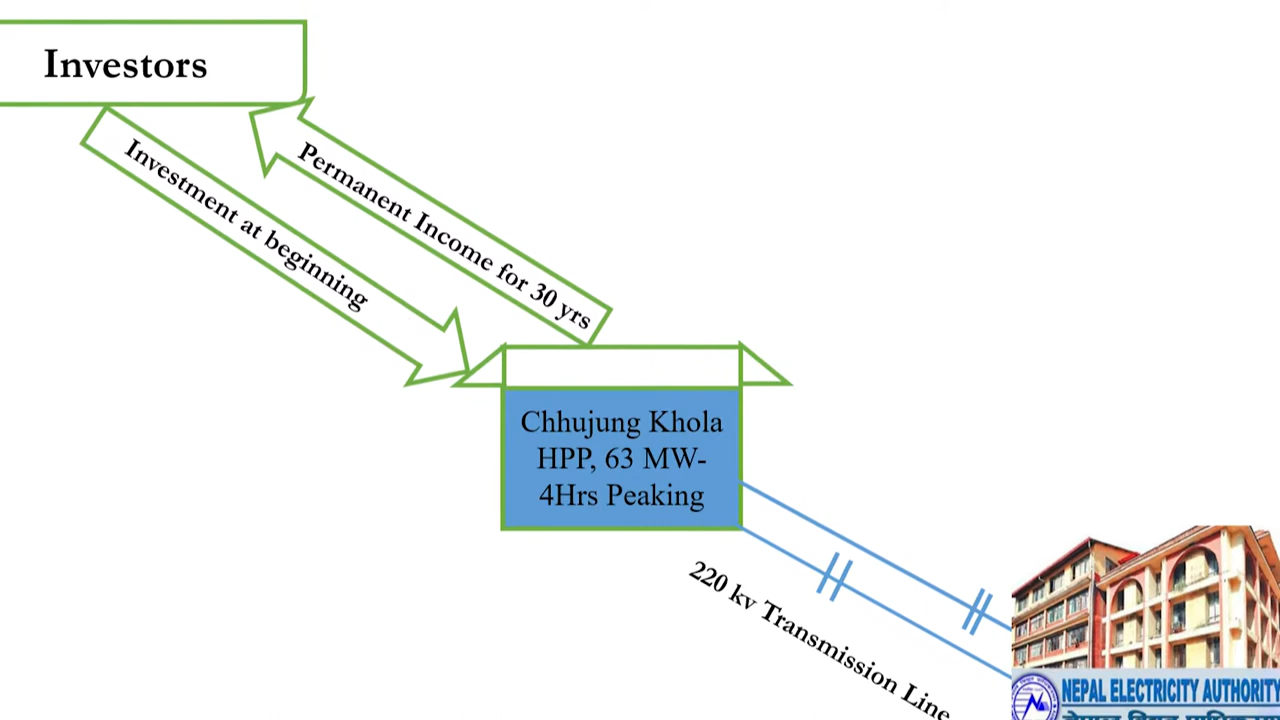 Investors
Permanent Income for 30 yrs
Investment at beginning
Chhujung Khola
HPP, 63 MW-
4Hrs Peaking
220 kv Transmission Line
NEPAL ELECTRICITY AUTHORITY